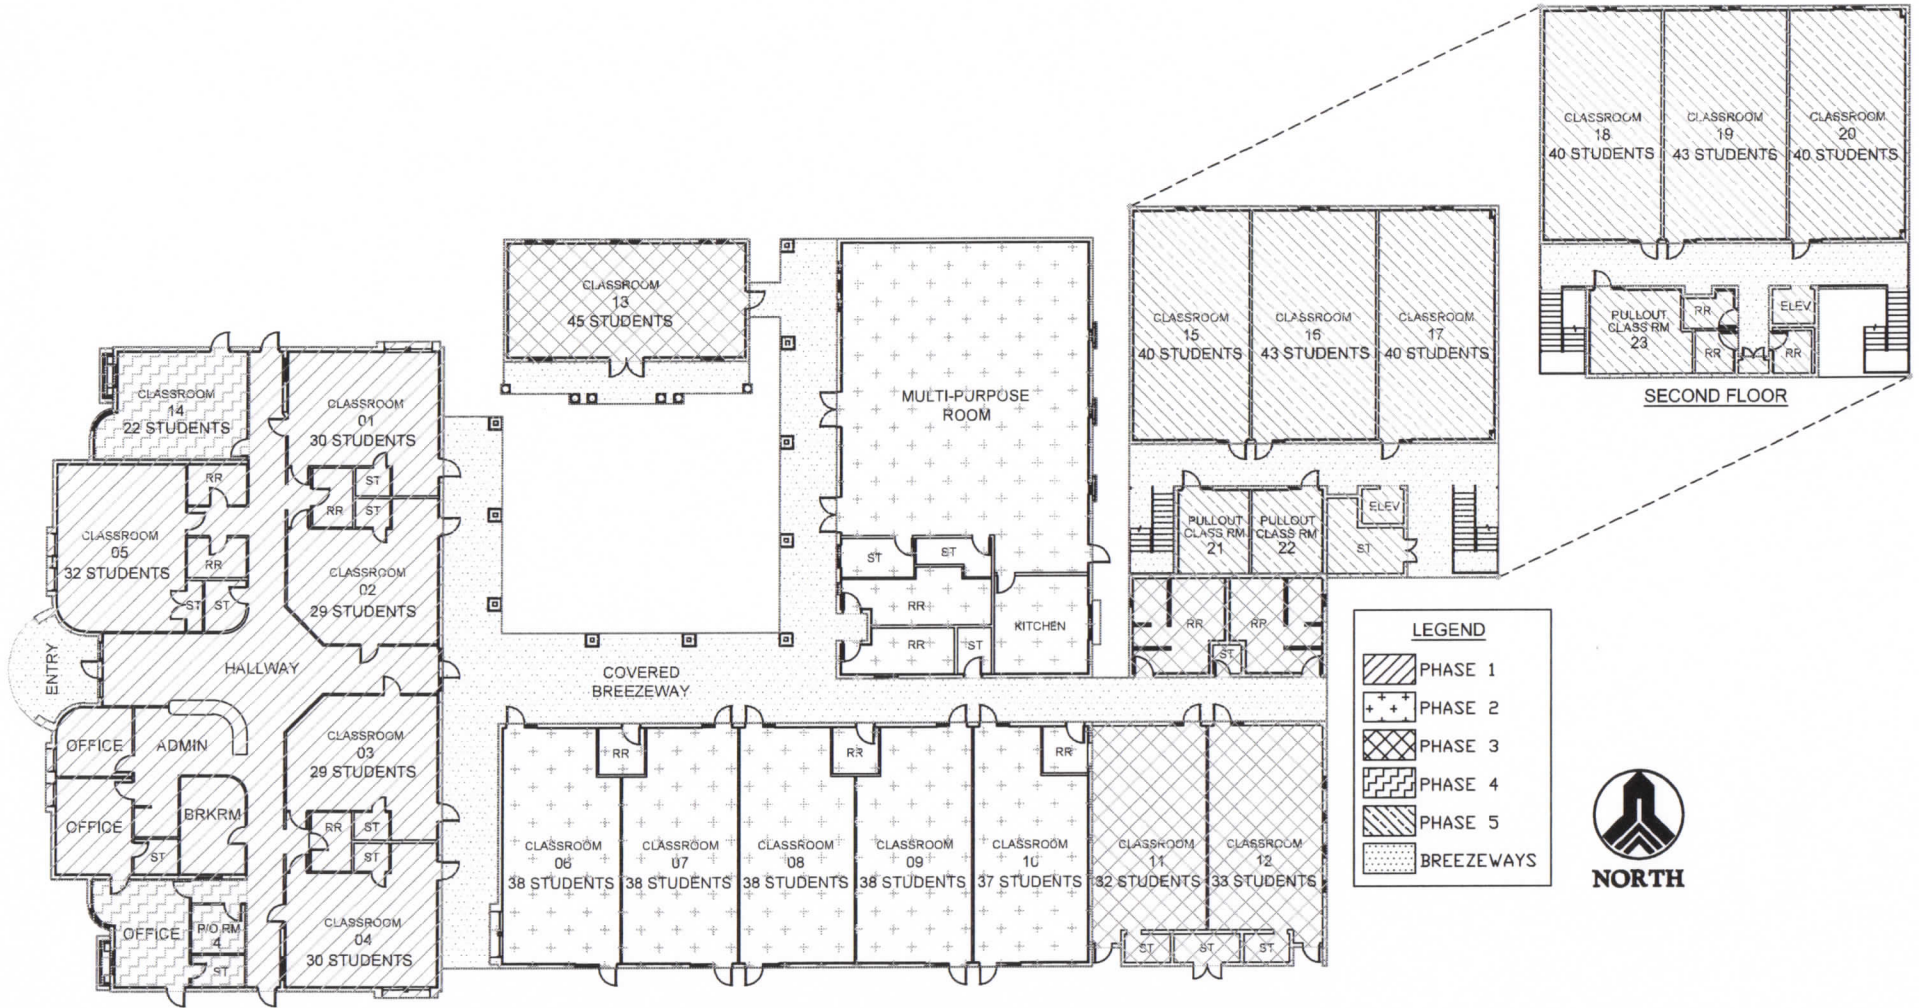 CLASSROOM
18
40 STUDENTS
CLASSROOM
19
43 STUDENTS
CLASSROOM
20
40 STUDENTS
PULLOUT
CLASS RM
23
RR
RR
ELEV
RR
SECOND FLOOR
CLASSROOM
13
45 STUDENTS
MULTI-PURPOSE
ROOM
ST
ST
RR
RR
ST
KITCHEN
CLASSROOM
15
40 STUDENTS
CLASSROOM
16
43 STUDENTS
CLASSROOM
17
40 STUDENTS
PULLOUT
CLASS RM
21
PULLOUT
CLASS RM
22
ELEV
ST
RR
RR
ST
CLASSROOM
14
22 STUDENTS
CLASSROOM
01
30 STUDENTS
RR
ST
RR
ST
CLASSROOM
05
32 STUDENTS
RR
ST
ST
CLASSROOM
02
29 STUDENTS
ENTRY
HALLWAY
COVERED
BREEZEWAY
OFFICE
ADMIN
CLASSROOM
03
29 STUDENTS
OFFICE
BRKRM
ST
RR
ST
ST
OFFICE
P/O RM
4
ST
CLASSROOM
04
30 STUDENTS
RR
RR
RR
CLASSROOM
06
38 STUDENTS
CLASSROOM
07
38 STUDENTS
CLASSROOM
08
38 STUDENTS
CLASSROOM
09
38 STUDENTS
CLASSROOM
10
37 STUDENTS
CLASSROOM
11
32 STUDENTS
CLASSROOM
12
33 STUDENTS
ST
ST
ST
LEGEND
PHASE 1
PHASE 2
PHASE 3
PHASE 4
PHASE 5
BREEZEWAYS
NORTH